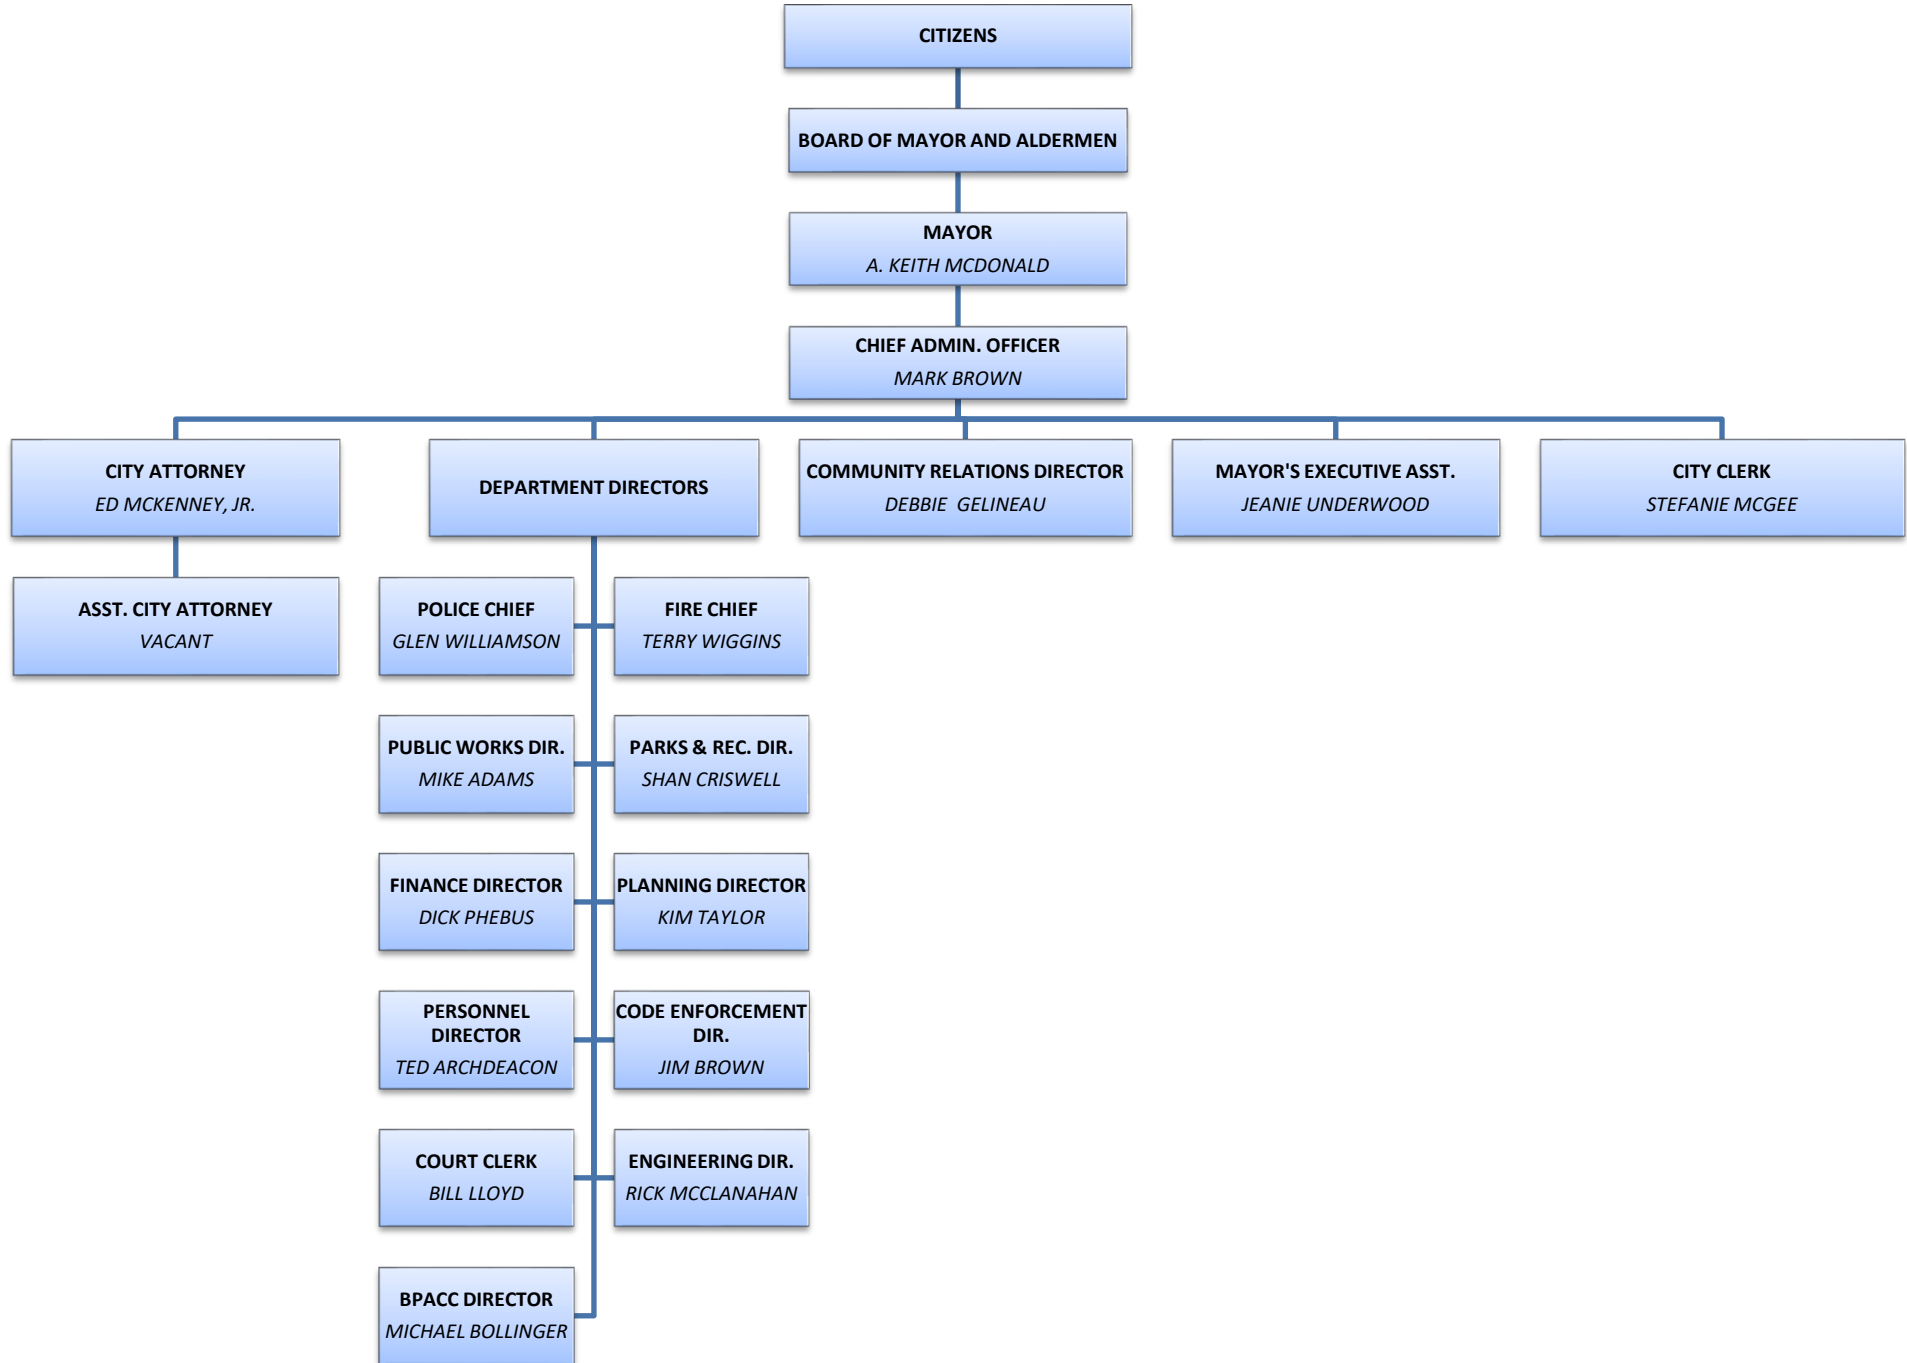 CITIZENS
BOARD OF MAYOR AND ALDERMEN
MAYOR
A. KEITH MCDONALD
CHIEF ADMIN. OFFICER
MARK BROWN
CITY ATTORNEY
ED MCKENNEY, JR.
DEPARTMENT DIRECTORS
COMMUNITY RELATIONS DIRECTOR
DEBBIE GELINEAU
MAYOR'S EXECUTIVE ASST.
JEANIE UNDERWOOD
CITY CLERK
STEFANIE MCGEE
ASST. CITY ATTORNEY
VACANT
POLICE CHIEF
GLEN WILLIAMSON
FIRE CHIEF
TERRY WIGGINS
PUBLIC WORKS DIR.
MIKE ADAMS
PARKS & REC. DIR.
SHAN CRISWELL
FINANCE DIRECTOR
DICK PHEBUS
PLANNING DIRECTOR
KIM TAYLOR
PERSONNEL
DIRECTOR
TED ARCHDEACON
CODE ENFORCEMENT
DIR.
JIM BROWN
COURT CLERK
BILL LLOYD
ENGINEERING DIR.
RICK MCCLANAHAN
BPACC DIRECTOR
MICHAEL BOLLINGER